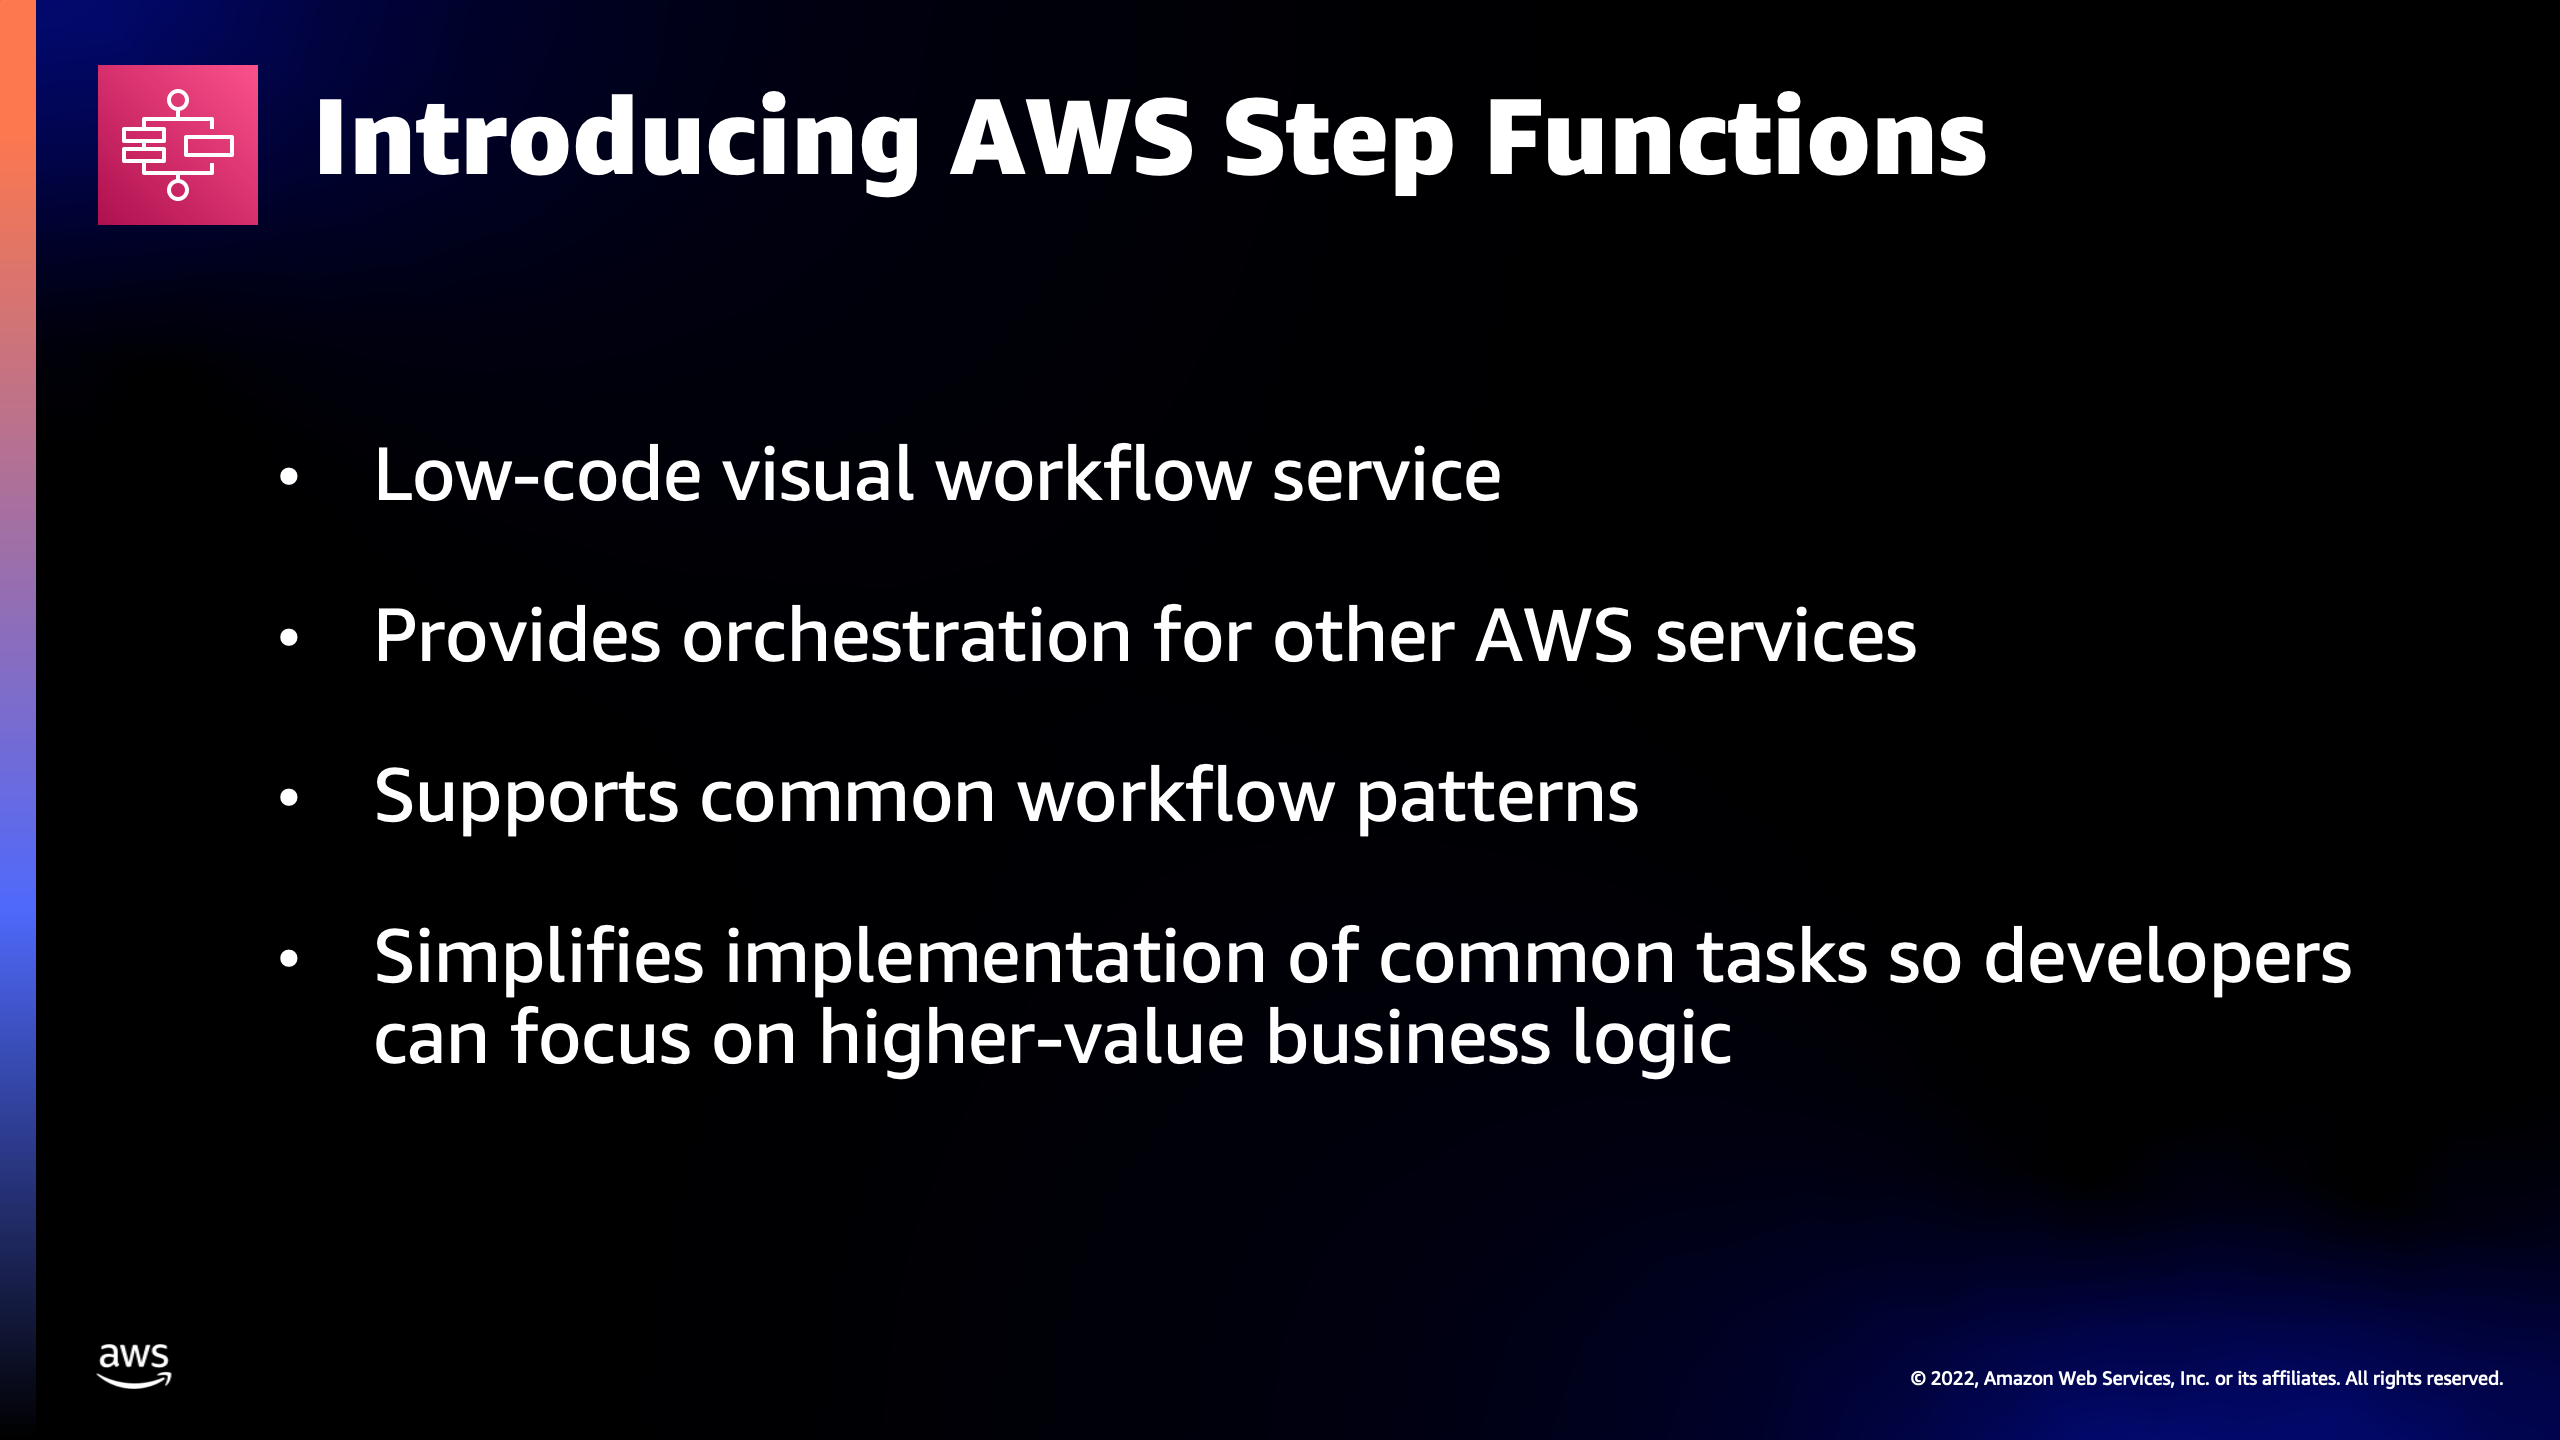 Introducing AWS Step Functions
• Low-code visual workflow service
• Provides orchestration for other AWS services
• Supports common workflow patterns
• Simplifies implementation of common tasks so developers
can focus on higher-value business logic
aws
© 2022, Amazon Web Services, Inc. or its affiliates. All rights reserved.